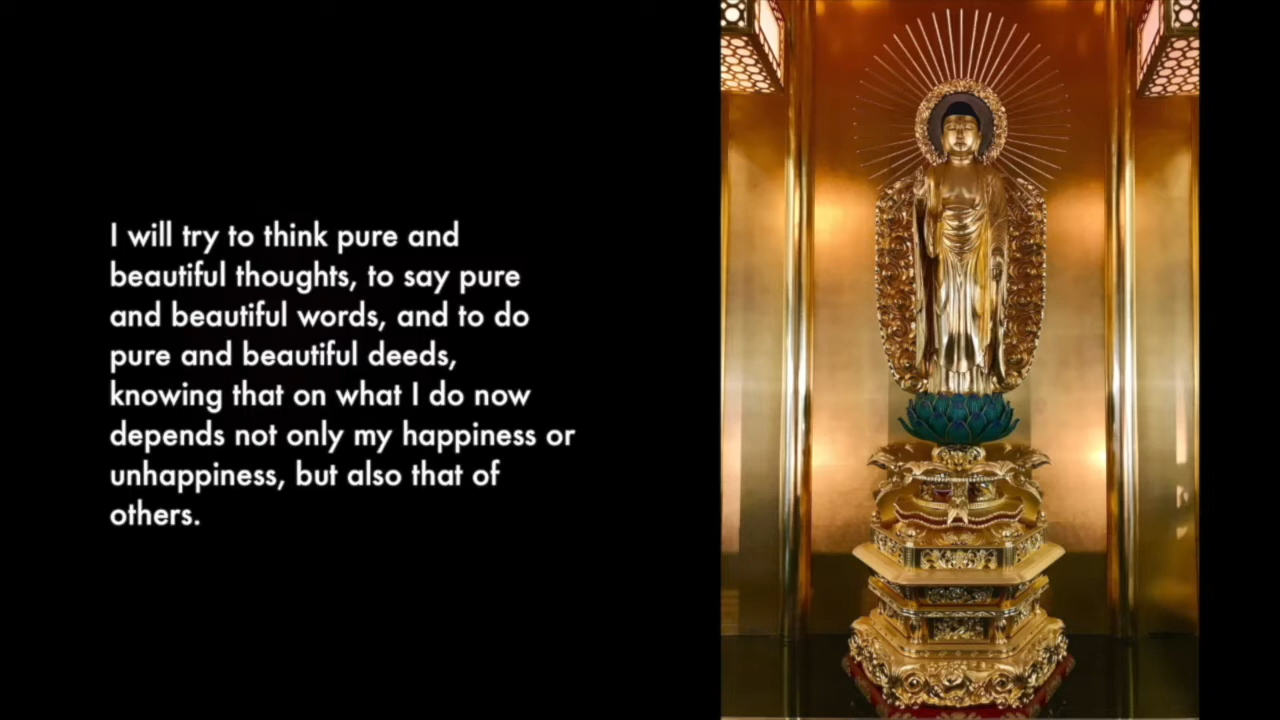 I will try to think pure and
beautiful thoughts, to say pure
and beautiful words, and to do
pure and beautiful deeds,
knowing that on what I do now
depends not only my happiness or
unhappiness, but also that of
others.